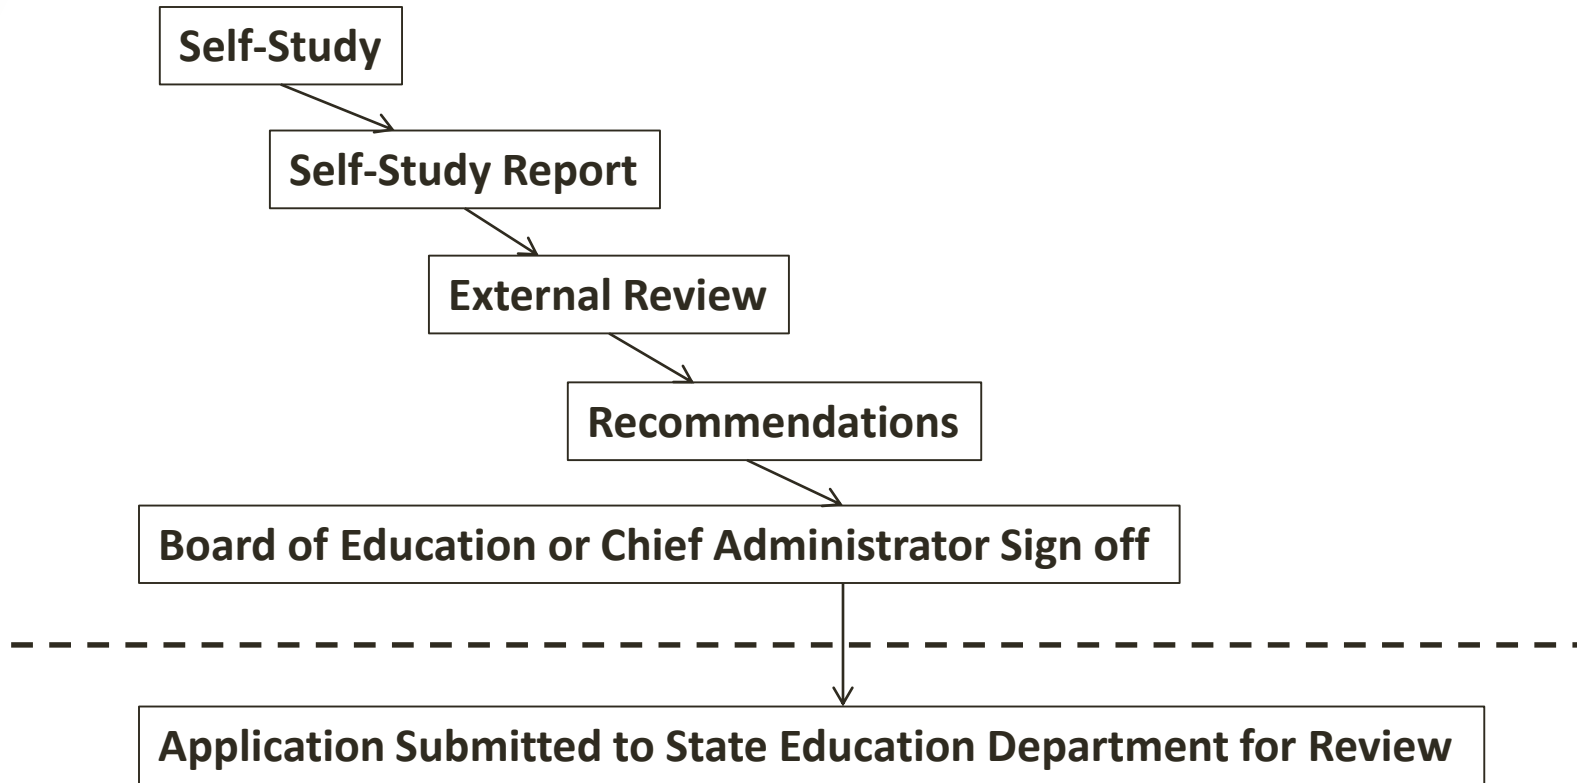 Self-Study
Self-Study Report
External Review
Recommendations
Board of Education or Chief Administrator Sign off
Application Submitted to State Education Department for Review